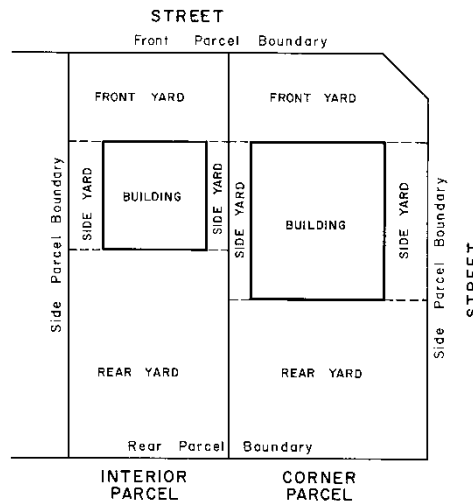 STREET
Front Parcel Boundary
FRONT YARD
FRONT YARD
Side Parcel Boundary
SIDE YARD
BUILDING
SIDE YARD
SIDE YARD
BUILDING
SIDE YARD
Side Parcel Boundary
STREET
REAR YARD
REAR YARD
Rear Parcel Boundary
INTERIOR
PARCEL
CORNER
PARCEL